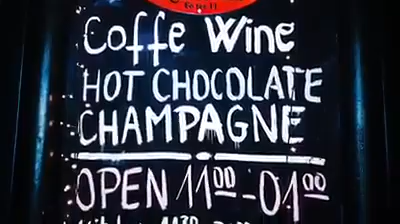 Coffe Wine
HOT CHOCOLATE
CHAMPAGNE
OPEN 11⁰⁰-01⁰⁰